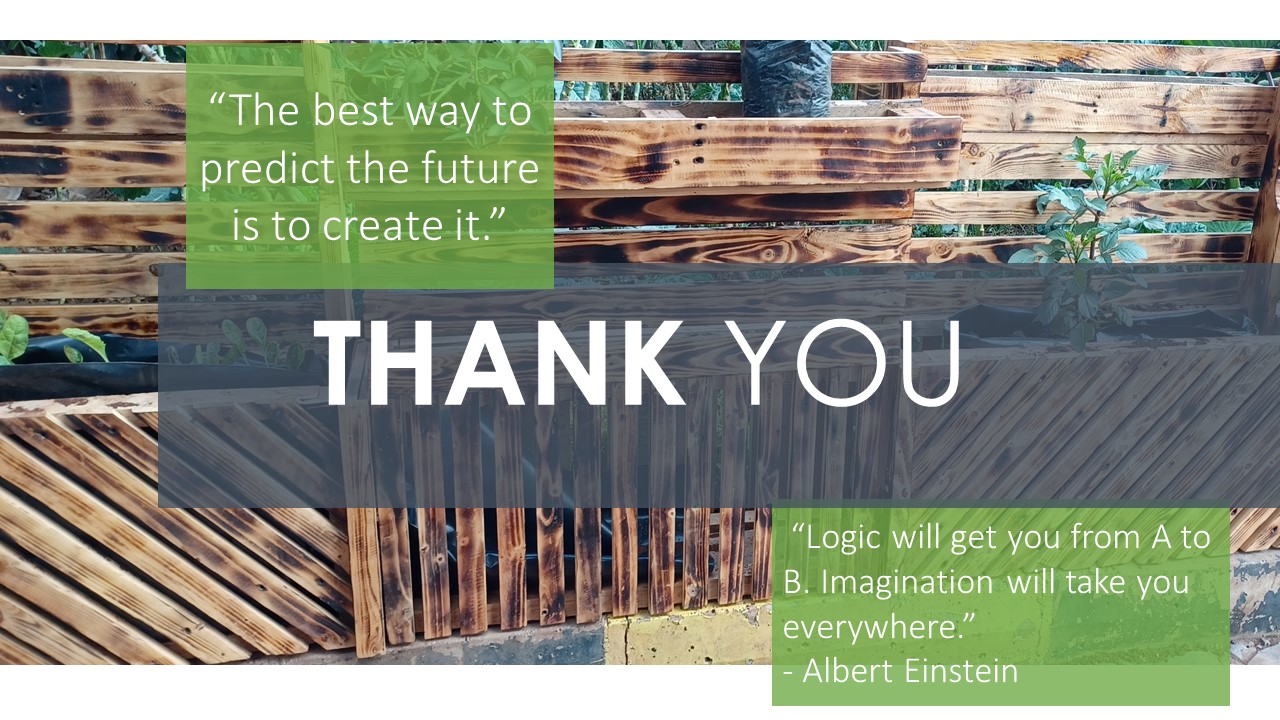 “The best way to
predict the future
is to create it.”
THANK YOU
“Logic will get you from A to
B. Imagination will take you
everywhere.”
- Albert Einstein